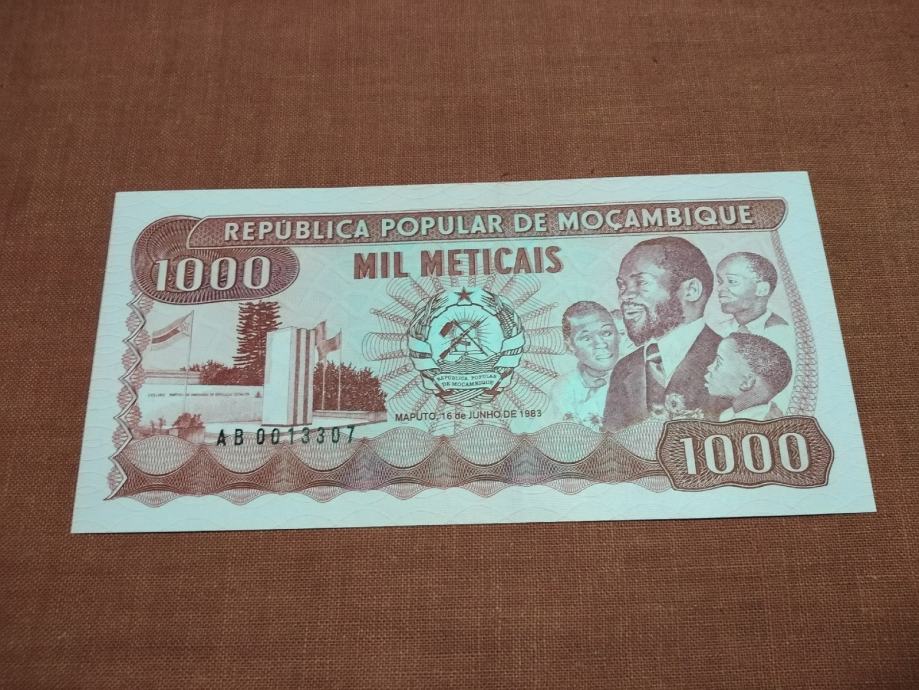 REPÚBLICA POPULAR DE MOÇAMBIQUE
1000
MIL METICAIS
REPÚBLICA POPULAR
DE MOÇAMBIQUE
MAPUTO, 16 de JUNHO DE 1983
AB 0013307
1000